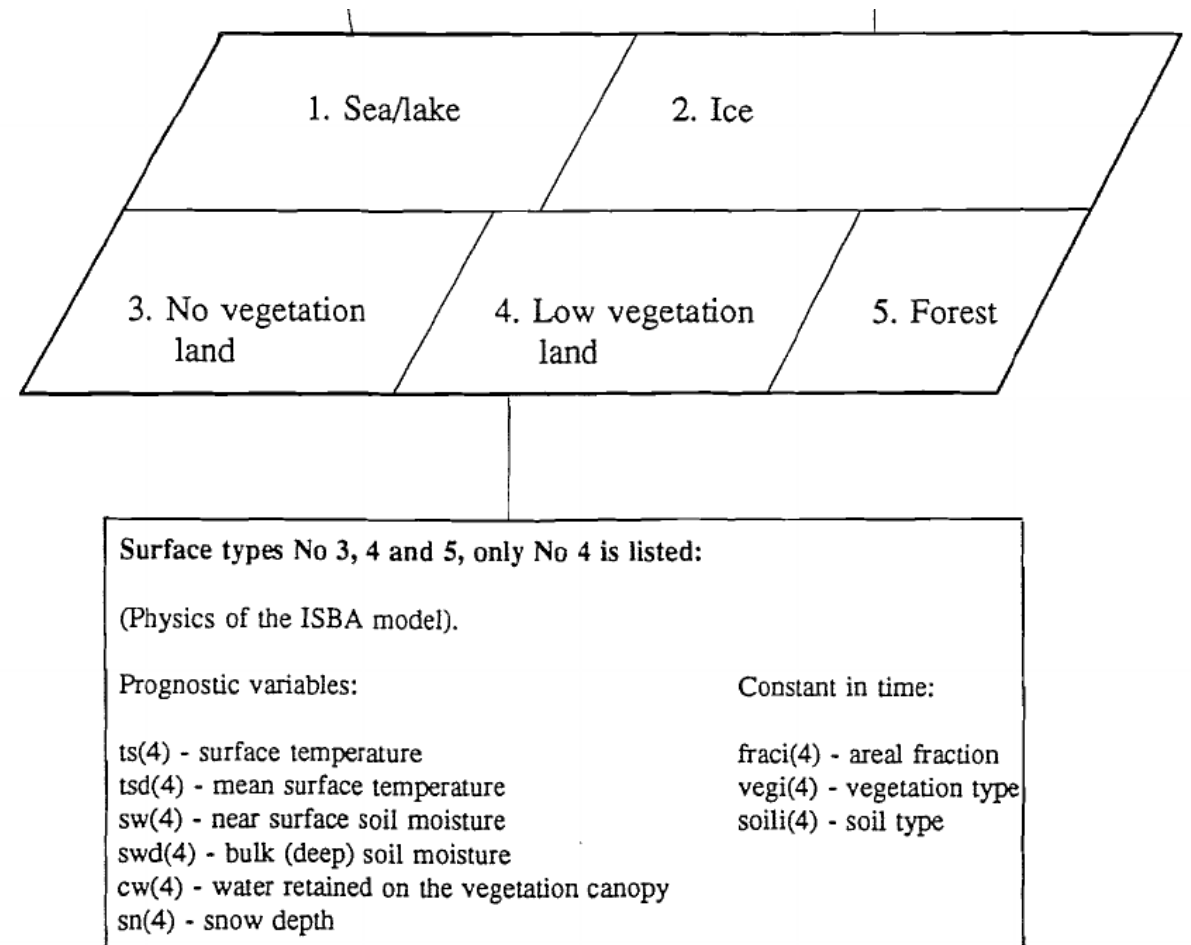 1. Sea/lake
2. Ice
3. No vegetation
land
4. Low vegetation
land
5. Forest
Surface types No 3, 4 and 5, only No 4 is listed:
(Physics of the ISBA model).
Prognostic variables:
ts(4) - surface temperature
tsd(4) - mean surface temperature
sw(4) - near surface soil moisture
swd(4) - bulk (deep) soil moisture
cw(4) - water retained on the vegetation canopy
sn(4) - snow depth
Constant in time:
fraci(4) - areal fraction
vegi(4) - vegetation type
soili(4) - soil type